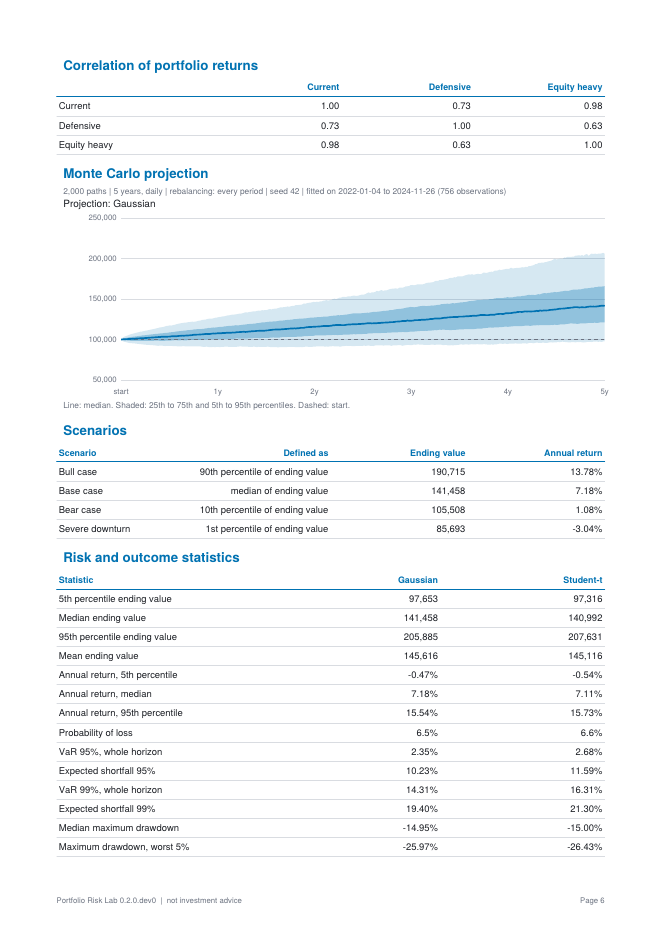 Correlation of portfolio returns
Current Defensive Equity heavy
Current 1.00 0.73 0.98
Defensive 0.73 1.00 0.63
Equity heavy 0.98 0.63 1.00
Monte Carlo projection
2,000 paths | 5 years, daily | rebalancing: every period | seed 42 | fitted on 2022-01-04 to 2024-11-26 (756 observations)
Projection: Gaussian
250,000
200,000
150,000
100,000
50,000
start 1y 2y 3y 4y 5y
Line: median. Shaded: 25th to 75th and 5th to 95th percentiles. Dashed: start.
Scenarios
Scenario Defined as Ending value Annual return
Bull case 90th percentile of ending value 190,715 13.78%
Base case median of ending value 141,458 7.18%
Bear case 10th percentile of ending value 105,508 1.08%
Severe downturn 1st percentile of ending value 85,693 -3.04%
Risk and outcome statistics
Statistic Gaussian Student-t
5th percentile ending value 97,653 97,316
Median ending value 141,458 140,992
95th percentile ending value 205,885 207,631
Mean ending value 145,616 145,116
Annual return, 5th percentile -0.47% -0.54%
Annual return, median 7.18% 7.11%
Annual return, 95th percentile 15.54% 15.73%
Probability of loss 6.5% 6.6%
VaR 95%, whole horizon 2.35% 2.68%
Expected shortfall 95% 10.23% 11.59%
VaR 99%, whole horizon 14.31% 16.31%
Expected shortfall 99% 19.40% 21.30%
Median maximum drawdown -14.95% -15.00%
Maximum drawdown, worst 5% -25.97% -26.43%
Portfolio Risk Lab 0.2.0.dev0 | not investment advice Page 6